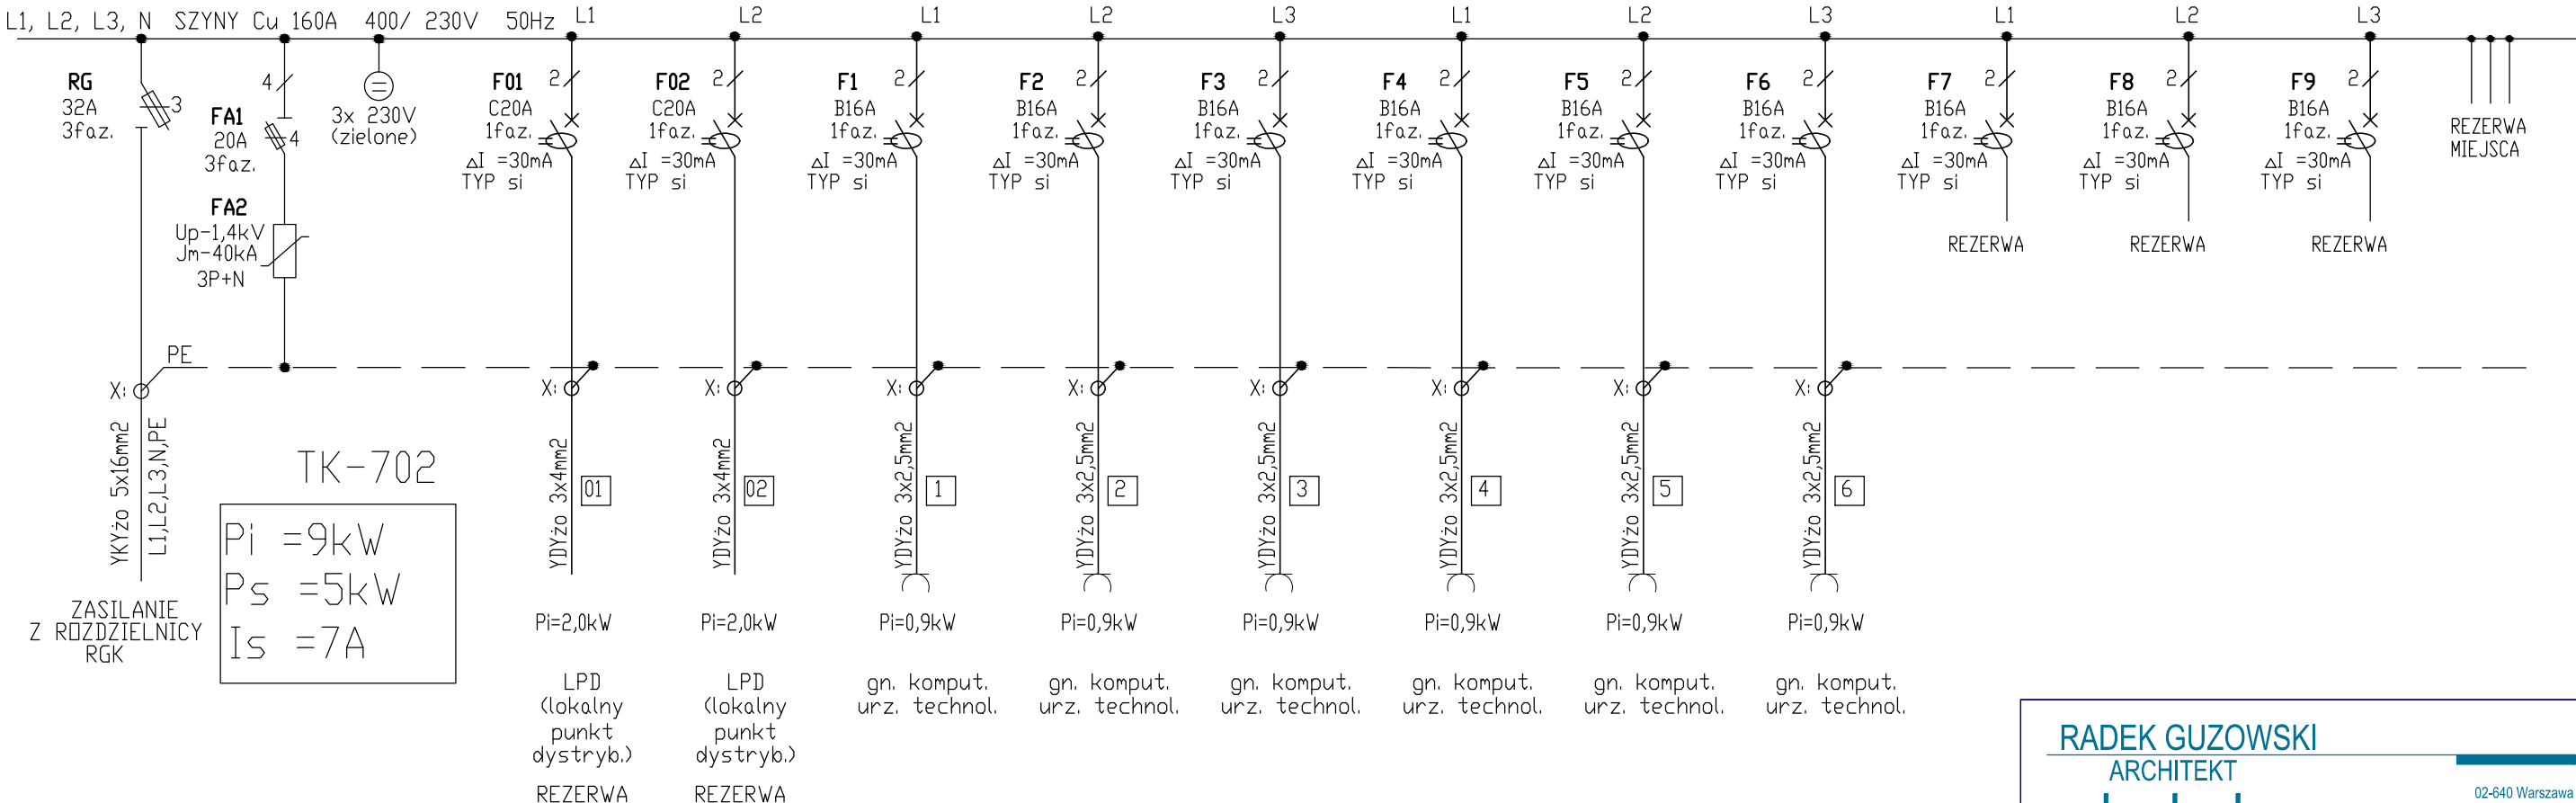 L1, L2, L3, N SZYNY Cu 160A 400/ 230V 50Hz
L1
L2
L1
L2
L3
L1
L2
L3
L1
L2
L3
RG
32A
3faz.
3
4
FA1
20A
3faz.
4
FA2
Up-1,4kV
Jm-40kA
3P+N
3x 230V
(zielone)
F01
2
C20A
1faz.
ΔI =30mA
TYP si
F02
2
C20A
1faz.
ΔI =30mA
TYP si
F1
2
B16A
1faz.
ΔI =30mA
TYP si
F2
2
B16A
1faz.
ΔI =30mA
TYP si
F3
2
B16A
1faz.
ΔI =30mA
TYP si
F4
2
B16A
1faz.
ΔI =30mA
TYP si
F5
2
B16A
1faz.
ΔI =30mA
TYP si
F6
2
B16A
1faz.
ΔI =30mA
TYP si
F7
2
B16A
1faz.
ΔI =30mA
TYP si
REZERWA
F8
2
B16A
1faz.
ΔI =30mA
TYP si
REZERWA
F9
2
B16A
1faz.
ΔI =30mA
TYP si
REZERWA
REZERWA
MIEJSCA
PE
X:
X:
X:
X:
X:
X:
X:
X:
X:
YKYżo 5x16mm2
L1,L2,L3,N,PE
ZASILANIE
Z ROZDZIELNICY
RGK
TK-702
Pi =9kW
Ps =5kW
Is =7A
YDYżo 3x4mm2
01
Pi=2,0kW
LPD
(lokalny
punkt
dystryb.)
REZERWA
YDYżo 3x4mm2
02
Pi=2,0kW
LPD
(lokalny
punkt
dystryb.)
REZERWA
YDYżo 3x2,5mm2
1
Pi=0,9kW
gn. komput.
urz. technol.
YDYżo 3x2,5mm2
2
Pi=0,9kW
gn. komput.
urz. technol.
YDYżo 3x2,5mm2
3
Pi=0,9kW
gn. komput.
urz. technol.
YDYżo 3x2,5mm2
4
Pi=0,9kW
gn. komput.
urz. technol.
YDYżo 3x2,5mm2
5
Pi=0,9kW
gn. komput.
urz. technol.
YDYżo 3x2,5mm2
6
Pi=0,9kW
gn. komput.
urz. technol.
RADEK GUZOWSKI
ARCHITEKT
02-640 Warszawa